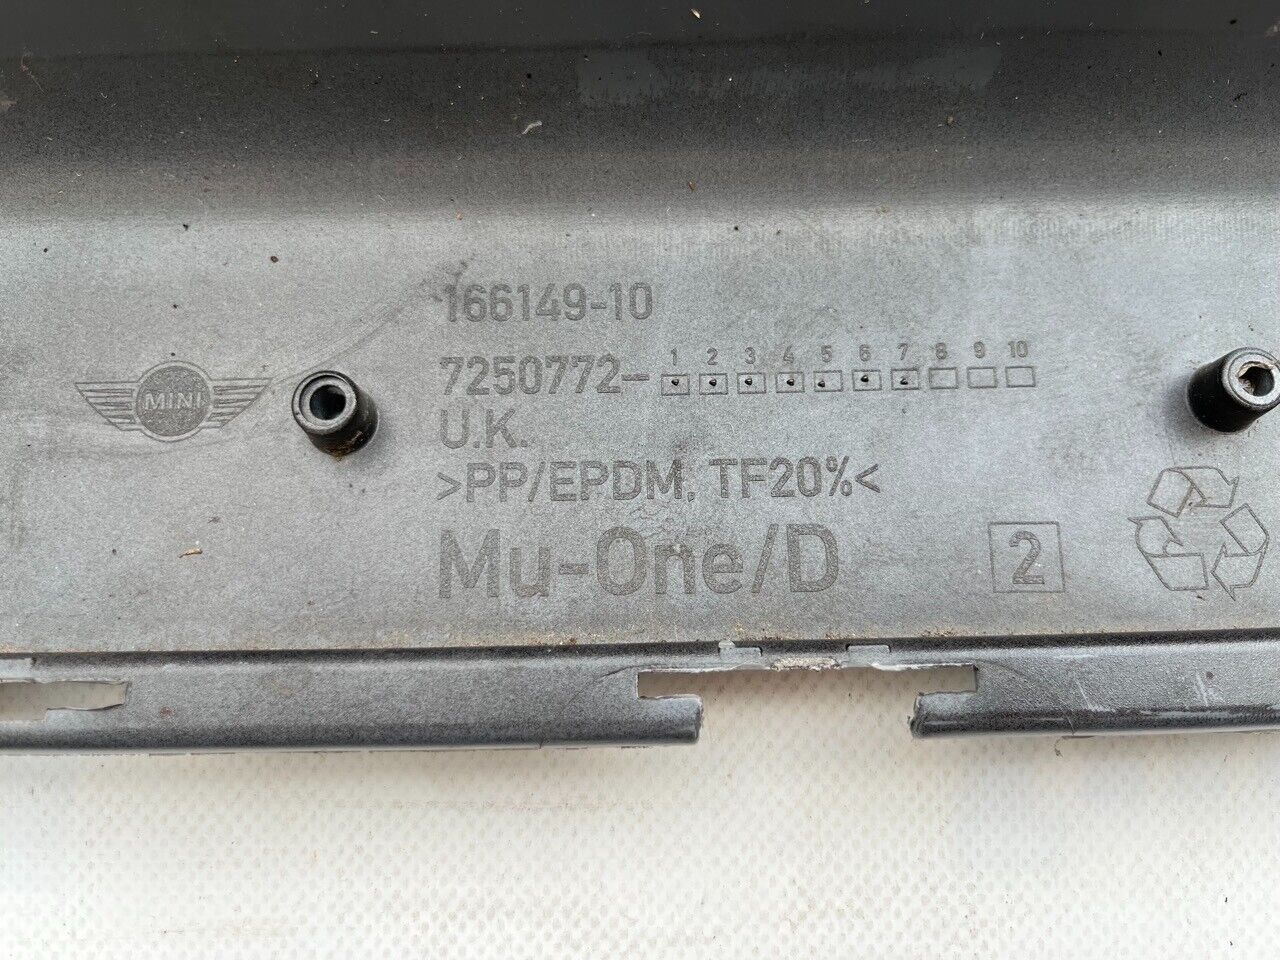 166149-10
7250772- 1 2 3 4 5 6 7 8 9 10
MINI
U.K.
>PP/EPDM, TF20%<
Mu-One/D
2